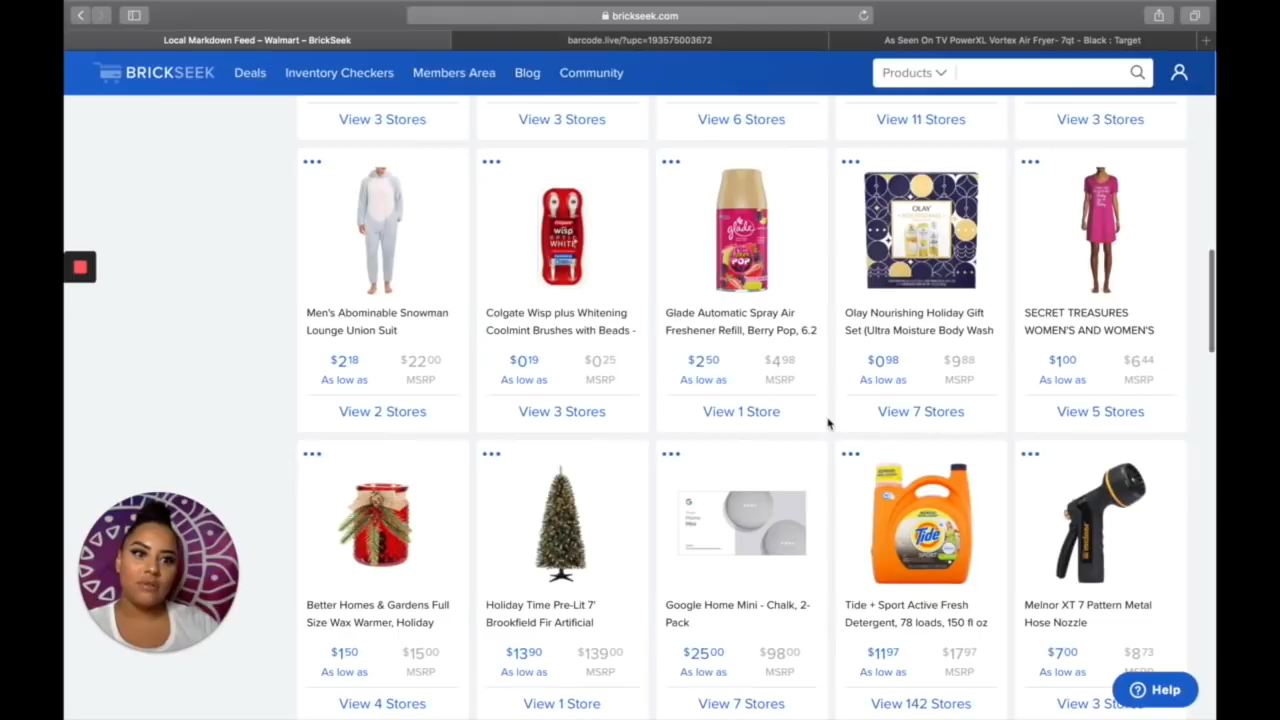 brickseek.com
Local Markdown Feed – Walmart – BrickSeek
barcode.live/?upc=193575003672
As Seen On TV PowerXL Vortex Air Fryer- 7qt - Black : Target
BRICKSEEK
Deals
Inventory Checkers
Members Area
Blog
Community
Products
View 3 Stores
View 3 Stores
View 6 Stores
View 11 Stores
View 3 Stores
glade
POP
OLAY
Colgate
wisp
OPTIC
WHITE
Men's Abominable Snowman
Lounge Union Suit
$2.18
$22.00
As low as
MSRP
View 2 Stores
Colgate Wisp plus Whitening
Coolmint Brushes with Beads -
$0.19
$0.25
As low as
MSRP
View 3 Stores
Glade Automatic Spray Air
Freshener Refill, Berry Pop, 6.2
$2.50
$4.98
As low as
MSRP
View 1 Store
Olay Nourishing Holiday Gift
Set (Ultra Moisture Body Wash
$0.98
$9.88
As low as
MSRP
View 7 Stores
SECRET TREASURES
WOMEN'S AND WOMEN'S
$1.00
$6.44
As low as
MSRP
View 5 Stores
Better Homes & Gardens Full
Size Wax Warmer, Holiday
$1.50
$15.00
As low as
MSRP
View 4 Stores
Holiday Time Pre-Lit 7'
Brookfield Fir Artificial
$13.90
$139.00
As low as
MSRP
View 1 Store
Google Home Mini - Chalk, 2-
Pack
$25.00
$98.00
As low as
MSRP
View 7 Stores
Tide
SPORT
Tide + Sport Active Fresh
Detergent, 78 loads, 150 fl oz
$11.97
$17.97
As low as
MSRP
View 142 Stores
Melnor XT 7 Pattern Metal
Hose Nozzle
$7.00
$8.73
As low as
MSRP
View 3
Help